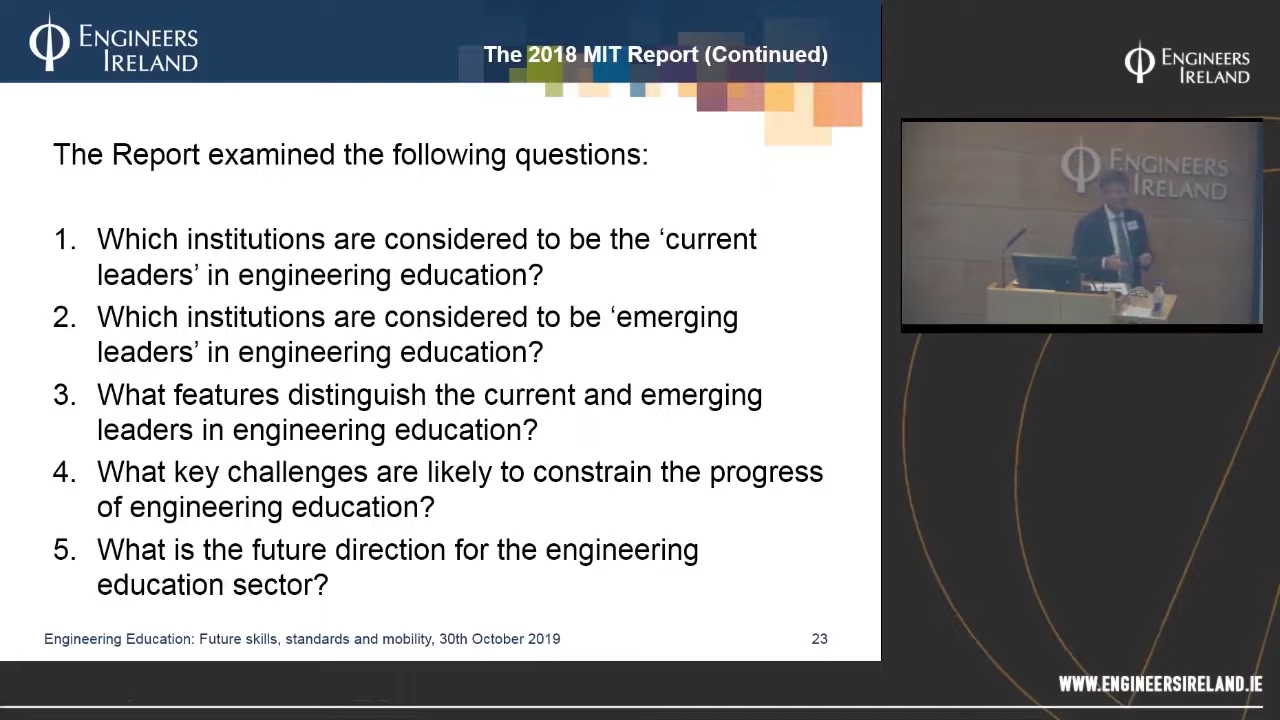 ENGINEERS
IRELAND
The 2018 MIT Report (Continued)
The Report examined the following questions:
1. Which institutions are considered to be the ‘current
leaders’ in engineering education?
2. Which institutions are considered to be ‘emerging
leaders’ in engineering education?
3. What features distinguish the current and emerging
leaders in engineering education?
4. What key challenges are likely to constrain the progress
of engineering education?
5. What is the future direction for the engineering
education sector?
Engineering Education: Future skills, standards and mobility, 30th October 2019
23
ENGINEERS
IRELAND
ENGINEERS
IRELAND
WWW.ENGINEERSIRELAND.IE